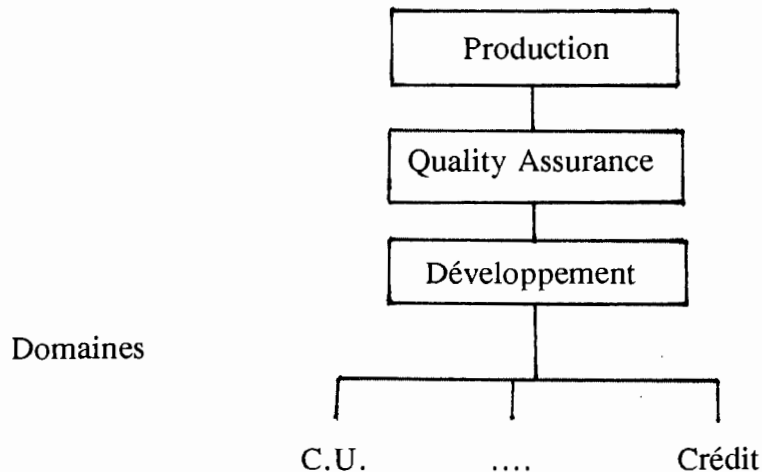 Production
Quality Assurance
Développement
Domaines
C.U. .... Crédit